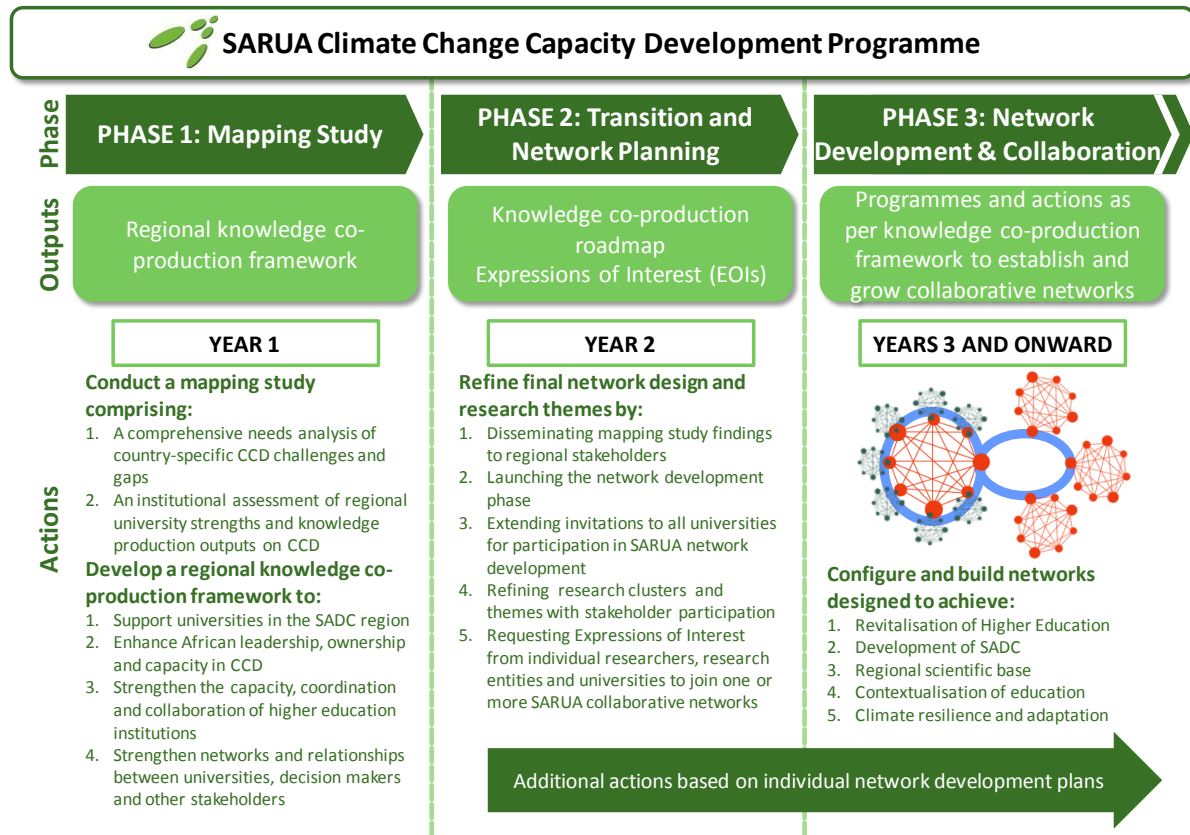 SARUA Climate Change Capacity Development Programme
Phase
PHASE 1: Mapping Study
PHASE 2: Transition and
Network Planning
PHASE 3: Network
Development & Collaboration
Outputs
Regional knowledge co-
production framework
Knowledge co-production
roadmap
Expressions of Interest (EOIs)
Programmes and actions as
per knowledge co-production
framework to establish and
grow collaborative networks
Actions
YEAR 1
Conduct a mapping study
comprising:
1. A comprehensive needs analysis of
country-specific CCD challenges and
gaps
2. An institutional assessment of regional
university strengths and knowledge
production outputs on CCD
Develop a regional knowledge co-
production framework to:
1. Support universities in the SADC region
2. Enhance African leadership, ownership
and capacity in CCD
3. Strengthen the capacity, coordination
and collaboration of higher education
institutions
4. Strengthen networks and relationships
between universities, decision makers
and other stakeholders
YEAR 2
Refine final network design and
research themes by:
1. Disseminating mapping study findings
to regional stakeholders
2. Launching the network development
phase
3. Extending invitations to all universities
for participation in SARUA network
development
4. Refining research clusters and
themes with stakeholder participation
5. Requesting Expressions of Interest
from individual researchers, research
entities and universities to join one or
more SARUA collaborative networks
YEARS 3 AND ONWARD
Configure and build networks
designed to achieve:
1. Revitalisation of Higher Education
2. Development of SADC
3. Regional scientific base
4. Contextualisation of education
5. Climate resilience and adaptation
Additional actions based on individual network development plans